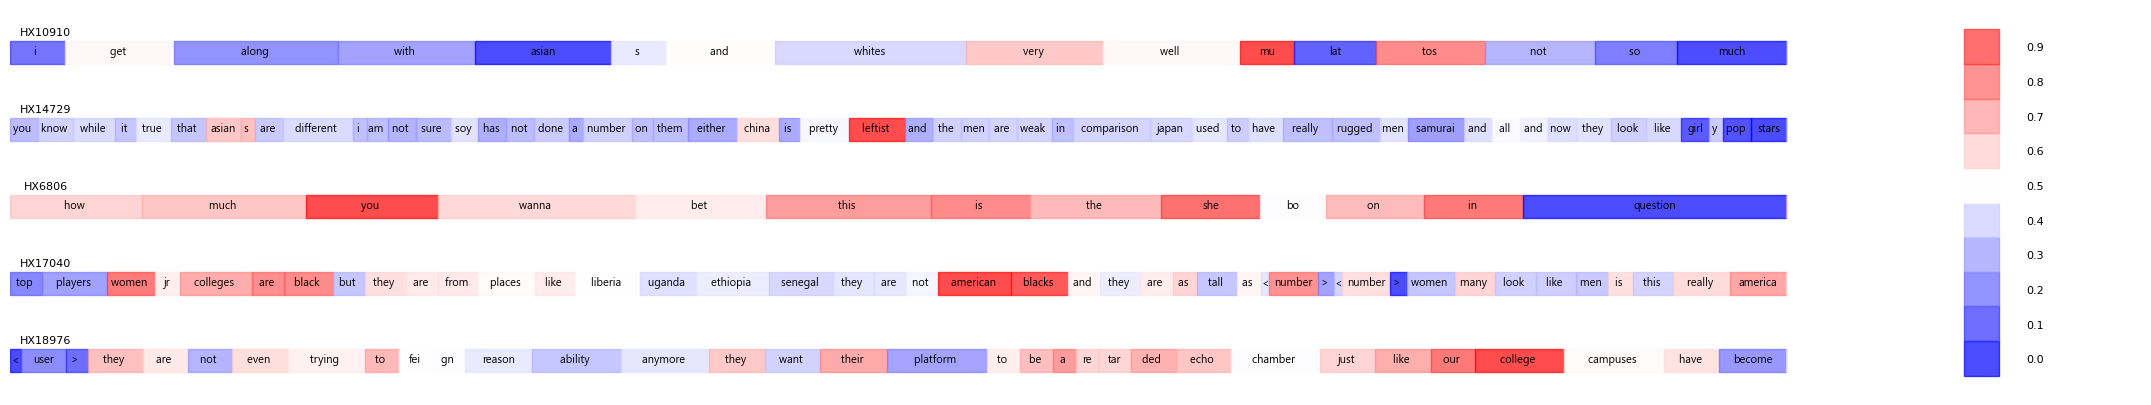 HX10910
i get along with asian s and whites very well mu lat tos not so much
HX14729
you know while it true that asian s are different i am not sure soy has not done a number on them either china is pretty leftist and the men are weak in comparison japan used to have really rugged men samurai and all and now they look like girl y pop stars
HX6806
how much you wanna bet this is the she bo on in question
HX17040
top players women jr colleges are black but they are from places like liberia uganda ethiopia senegal they are not american blacks and they are as tall as < number > < number > women many look like men is this really america
HX18976
< user > they are not even trying to fei gn reason ability anymore they want their platform to be a re tar ded echo chamber just like our college campuses have become
0.9
0.8
0.7
0.6
0.5
0.4
0.3
0.2
0.1
0.0